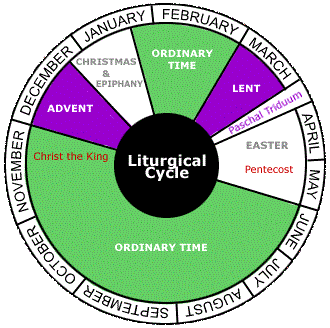 JANUARY
FEBRUARY
MARCH
APRIL
MAY
JUNE
JULY
AUGUST
SEPTEMBER
OCTOBER
NOVEMBER
DECEMBER
CHRISTMAS
&
EPIPHANY
ORDINARY
TIME
LENT
Paschal Triduum
EASTER
Pentecost
ORDINARY TIME
Christ the King
ADVENT
Liturgical
Cycle